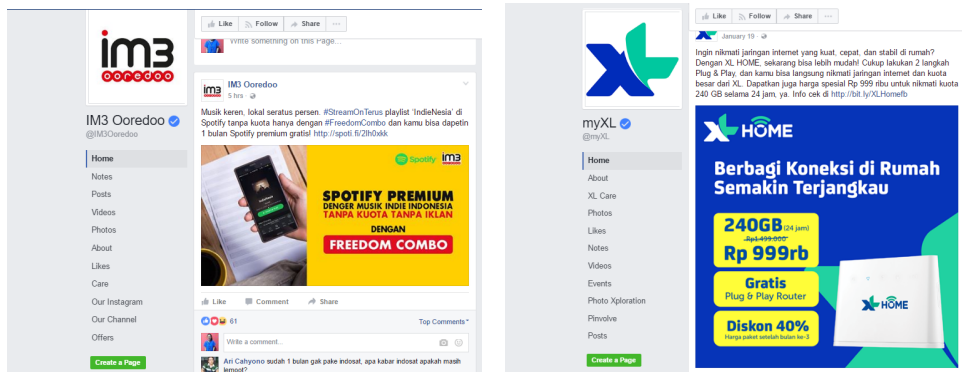 Like
Follow
Share
Write something on this Page...
im3
ooredoo
IM3 Ooredoo
@IM3Ooredoo
Home
Notes
Posts
Videos
Photos
About
Likes
Care
Our Instagram
Our Channel
Offers
Create a Page
im3
ooredoo
IM3 Ooredoo
5 hrs
Musik keren, lokal seratus persen. #StreamOnTerus playlist 'IndieNesia' di
Spotify tanpa kuota hanya dengan #FreedomCombo dan kamu bisa dapetin
1 bulan Spotify premium gratis! http://spoti.fi/2lh0xkk
Spotify
im3
SPOTIFY PREMIUM
DENGER MUSIK INDIE INDONESIA
TANPA KUOTA TANPA IKLAN
DENGAN
FREEDOM COMBO
Like
Comment
Share
61
Top Comments
Write a comment...
Ari Cahyono sudah 1 bulan gak pake indosat, apa kabar indosat apakah masih
lemoot?
Like
Follow
Share
XL
myXL
@myXL
Home
About
XL Care
Photos
Likes
Notes
Videos
Events
Photo Xploration
Pinvolve
Posts
Create a Page
January 19
Ingin nikmati jaringan internet yang kuat, cepat, dan stabil di rumah?
Dengan XL HOME, sekarang bisa lebih mudah! Cukup lakukan 2 langkah
Plug & Play, dan kamu bisa langsung nikmati jaringan internet dan kuota
besar dari XL. Dapatkan juga harga spesial Rp 999 ribu untuk nikmati kuota
240 GB selama 24 jam, ya. Info cek di http://bit.ly/XLHomefb
XL HOME
Berbagi Koneksi di Rumah
Semakin Terjangkau
240GB (24 jam)
Rp1.499.000
Rp 999rb
Gratis
Plug & Play Router
Diskon 40%
Harga paket setelah bulan ke-3
XL HOME